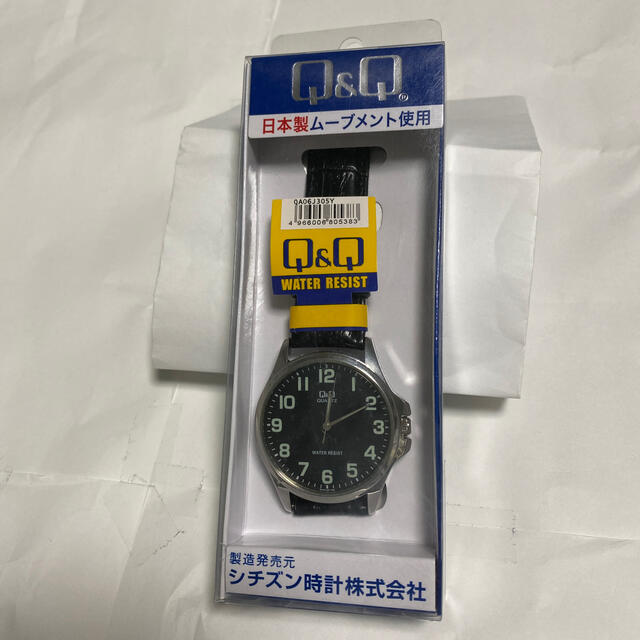 Q&Q®
日本製ムーブメント使用
QA06J305Y
4 966006 805383
Q&Q
WATER RESIST
12
1
2
3
4
5
6
7
8
9
10
11
Q&Q
QUARTZ
WATER RESIST
製造発売元
シチズン時計株式会社